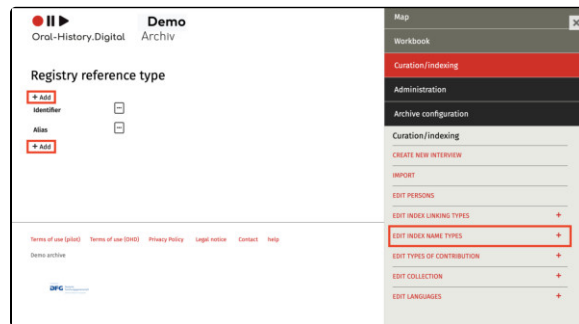 Demo
Oral-History.Digital Archiv
Registry reference type
+ Add
Identifier
Alias
+ Add
Terms of use (pilot) Terms of use (OHD) Privacy Policy Legal notice Contact help
Demo archive
DFG
Map
Workbook
Curation/indexing
Administration
Archive configuration
Curation/indexing
CREATE NEW INTERVIEW
IMPORT
EDIT PERSONS
EDIT INDEX LINKING TYPES +
EDIT INDEX NAME TYPES +
EDIT TYPES OF CONTRIBUTION +
EDIT COLLECTION +
EDIT LANGUAGES +